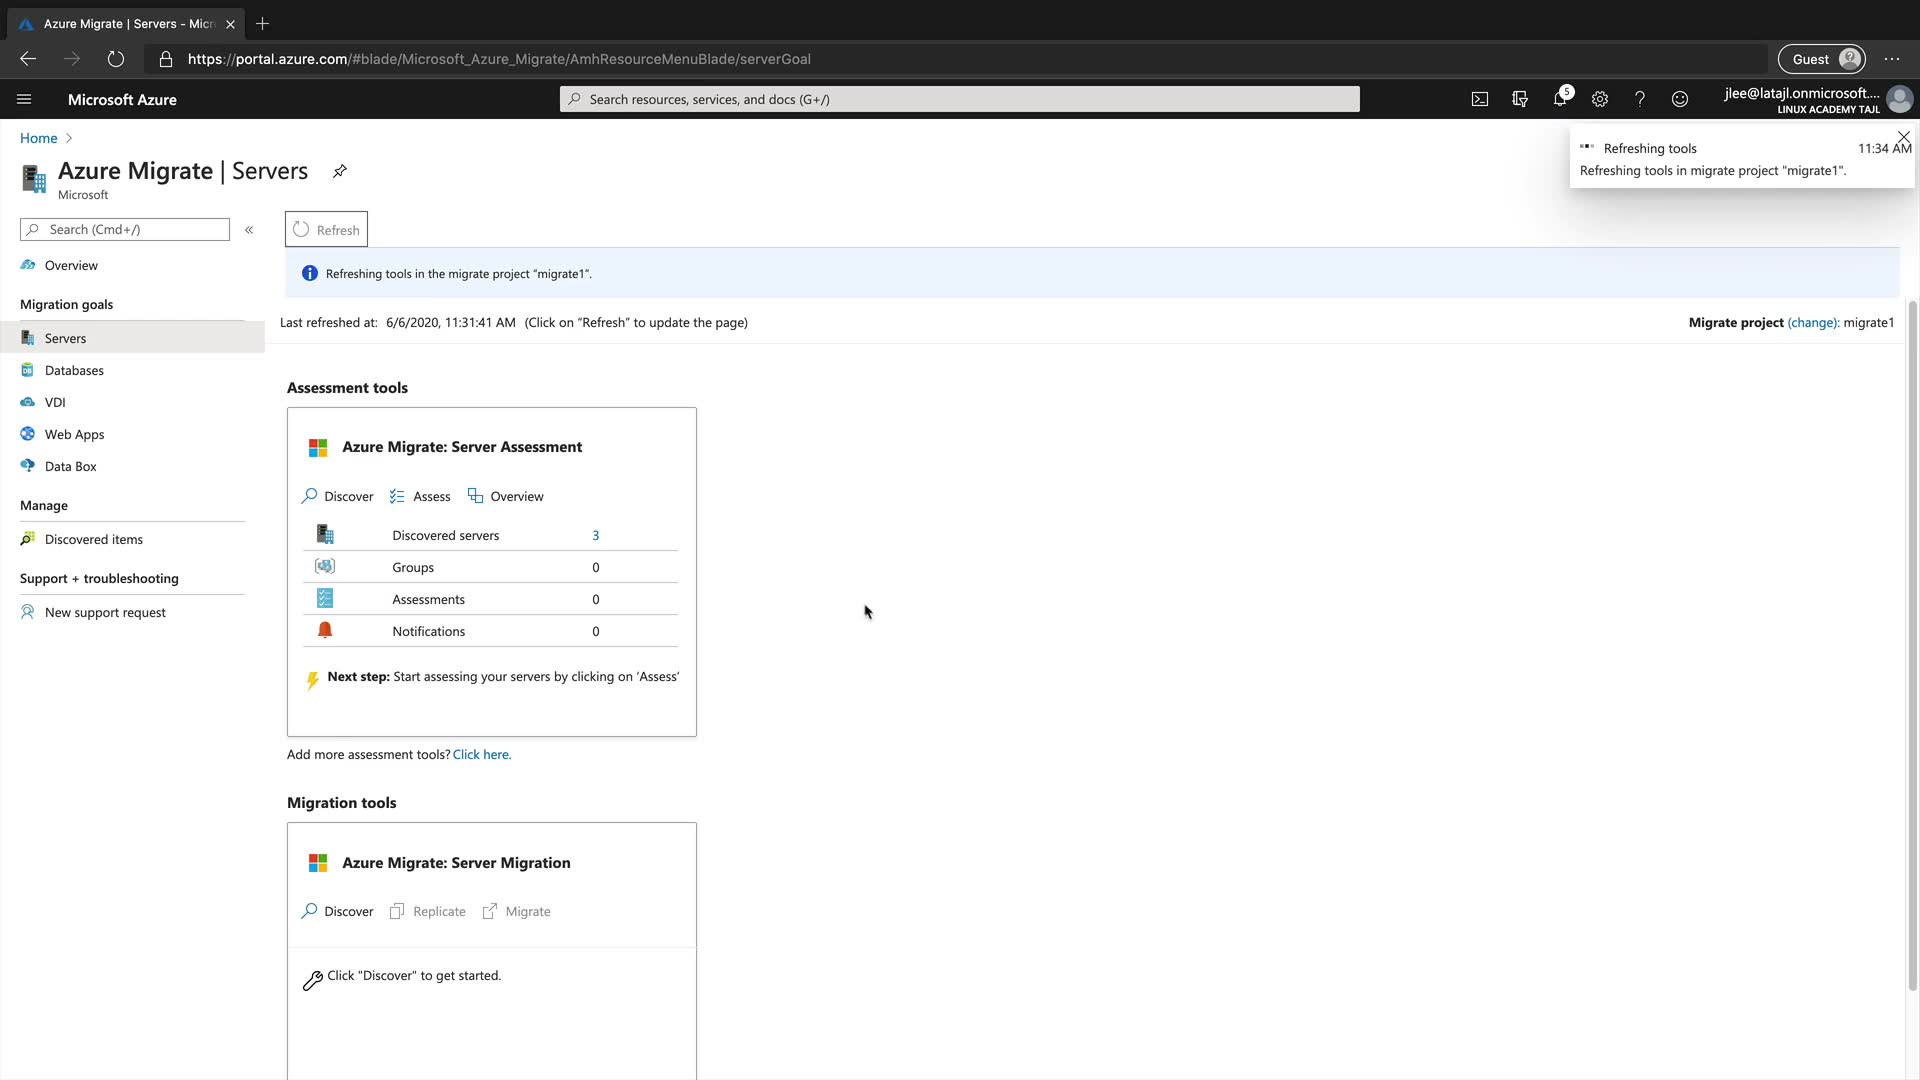 Azure Migrate | Servers - Micr
https://portal.azure.com/#blade/Microsoft_Azure_Migrate/AmhResourceMenuBlade/serverGoal
Guest
Microsoft Azure
Search resources, services, and docs (G+/)
5
jlee@latajl.onmicrosoft....
LINUX ACADEMY TAJL
Home
Refreshing tools
11:34 AM
Refreshing tools in migrate project "migrate1".
Azure Migrate | Servers
Microsoft
Search (Cmd+/)
«
Refresh
Overview
Refreshing tools in the migrate project "migrate1".
Migration goals
Last refreshed at: 6/6/2020, 11:31:41 AM (Click on "Refresh" to update the page)
Migrate project (change): migrate1
Servers
Databases
VDI
Web Apps
Data Box
Manage
Discovered items
Support + troubleshooting
New support request
Assessment tools
Azure Migrate: Server Assessment
Discover Assess Overview
Discovered servers 3
Groups 0
Assessments 0
Notifications 0
Next step: Start assessing your servers by clicking on 'Assess'
Add more assessment tools? Click here.
Migration tools
Azure Migrate: Server Migration
Discover Replicate Migrate
Click "Discover" to get started.